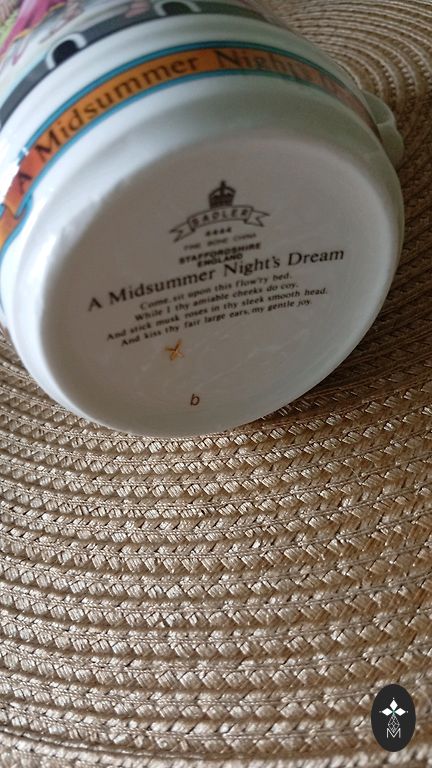 A Midsummer Night's
SADLER
FINE BONE CHINA
STAFFORDSHIRE
ENGLAND
A Midsummer Night's Dream
Come, sit upon this flow'ry bed,
While I thy amiable cheeks do coy,
And stick musk roses in thy sleek smooth head,
And kiss thy fair large ears, my gentle joy.
x
b
M